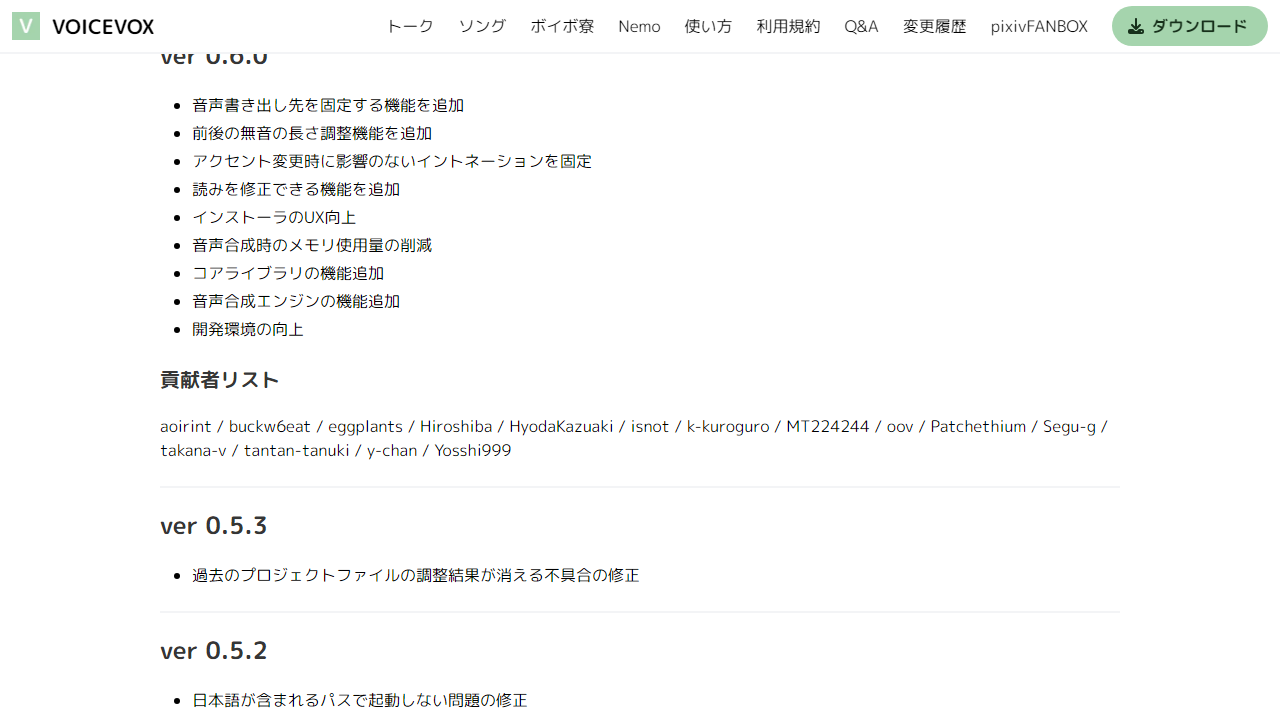 V VOICEVOX トーク ソング ボイボ寮 Nemo 使い方 利用規約 Q&A 変更履歴 pixivFANBOX ダウンロード
ver 0.6.0
音声書き出し先を固定する機能を追加
前後の無音の長さ調整機能を追加
アクセント変更時に影響のないイントネーションを固定
読みを修正できる機能を追加
インストーラのUX向上
音声合成時のメモリ使用量の削減
コアライブラリの機能追加
音声合成エンジンの機能追加
開発環境の向上
貢献者リスト
aoirint / buckw6eat / eggplants / Hiroshiba / HyodaKazuaki / isnot / k-kuroguro / MT224244 / oov / Patchethium / Segu-g /
takana-v / tantan-tanuki / y-chan / Yosshi999
ver 0.5.3
過去のプロジェクトファイルの調整結果が消える不具合の修正
ver 0.5.2
日本語が含まれるパスで起動しない問題の修正